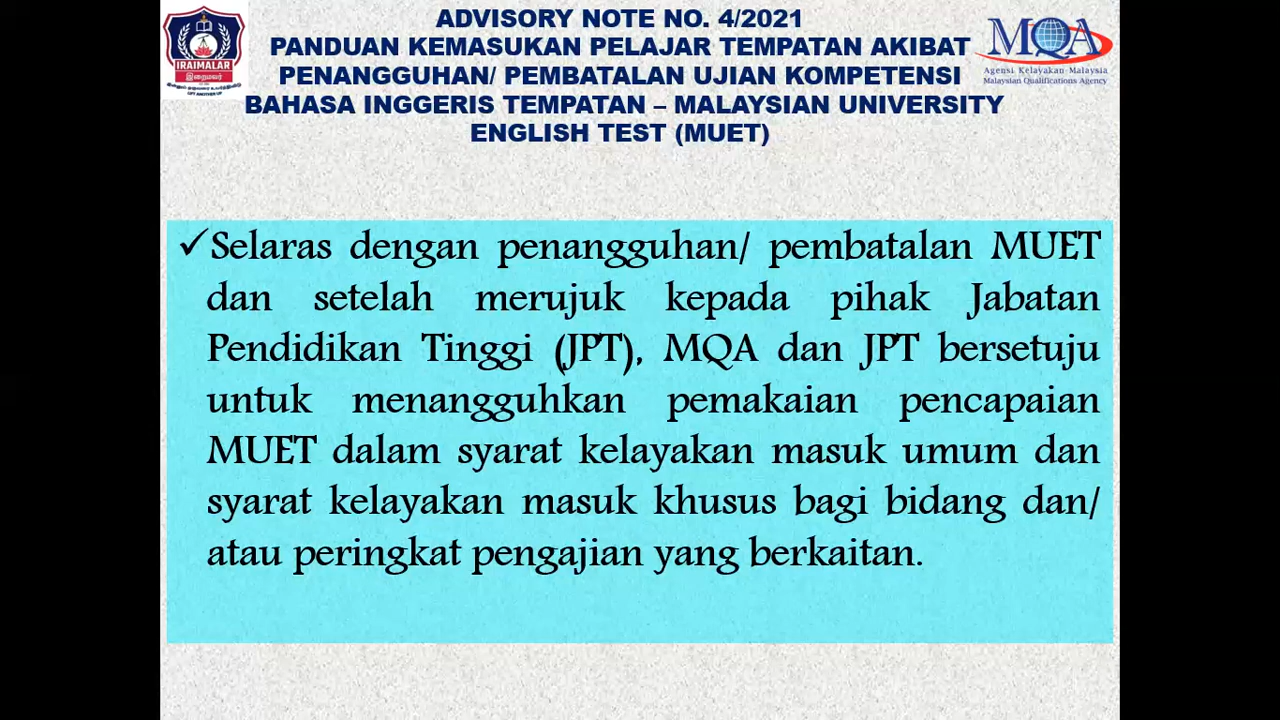 ADVISORY NOTE NO. 4/2021
PANDUAN KEMASUKAN PELAJAR TEMPATAN AKIBAT
PENANGGUHAN/ PEMBATALAN UJIAN KOMPETENSI
BAHASA INGGERIS TEMPATAN – MALAYSIAN UNIVERSITY
ENGLISH TEST (MUET)
IRAIMALAR
இறைமலர்
MQA
Agensi Kelayakan Malaysia
Malaysian Qualifications Agency
✓Selaras dengan penangguhan/ pembatalan MUET
dan setelah merujuk kepada pihak Jabatan
Pendidikan Tinggi (JPT), MQA dan JPT bersetuju
untuk menangguhkan pemakaian pencapaian
MUET dalam syarat kelayakan masuk umum dan
syarat kelayakan masuk khusus bagi bidang dan/
atau peringkat pengajian yang berkaitan.